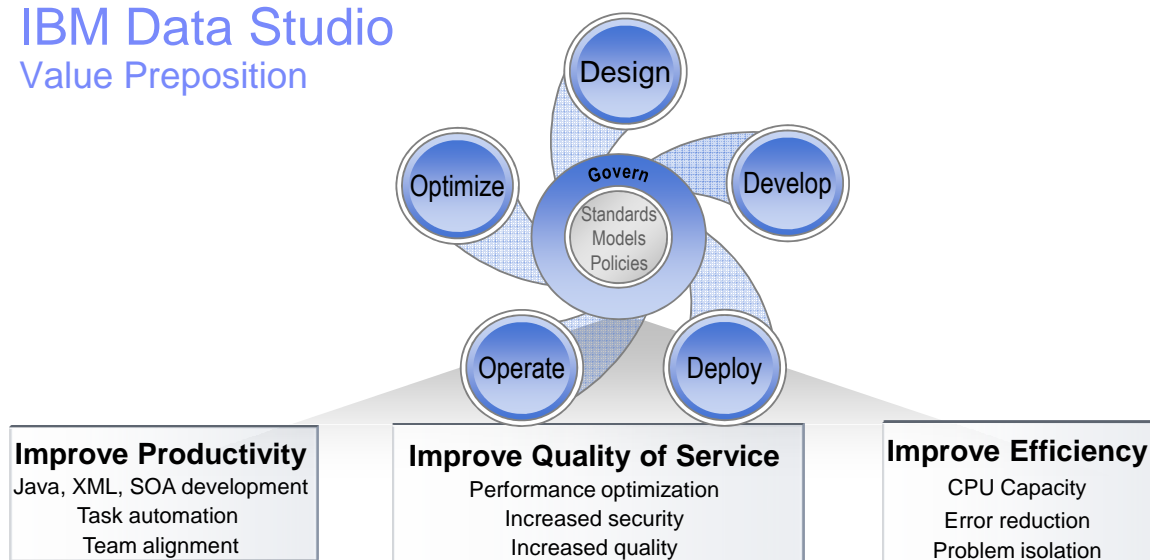 IBM Data Studio
Value Preposition
Design
Optimize
Govern
Develop
Standards
Models
Policies
Operate
Deploy
Improve Productivity
Java, XML, SOA development
Task automation
Team alignment
Improve Quality of Service
Performance optimization
Increased security
Increased quality
Improve Efficiency
CPU Capacity
Error reduction
Problem isolation